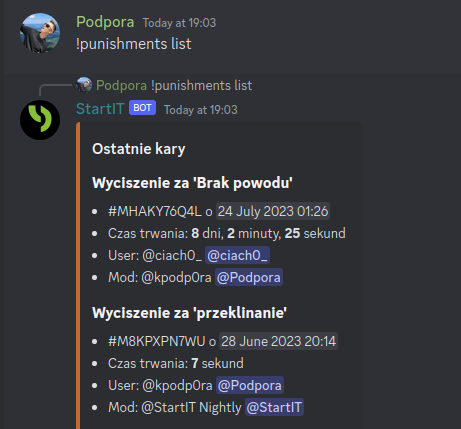 Podpora Today at 19:03
!punishments list
Podpora !punishments list
StartIT BOT Today at 19:03
Ostatnie kary
Wyciszenie za 'Brak powodu'
• #MHAKY76Q4L o 24 July 2023 01:26
• Czas trwania: 8 dni, 2 minuty, 25 sekund
• User: @ciach0_ @ciach0_
• Mod: @kpodp0ra @Podpora
Wyciszenie za 'przeklinanie'
• #M8KPXPN7WU o 28 June 2023 20:14
• Czas trwania: 7 sekund
• User: @kpodp0ra @Podpora
• Mod: @StartIT Nightly @StartIT